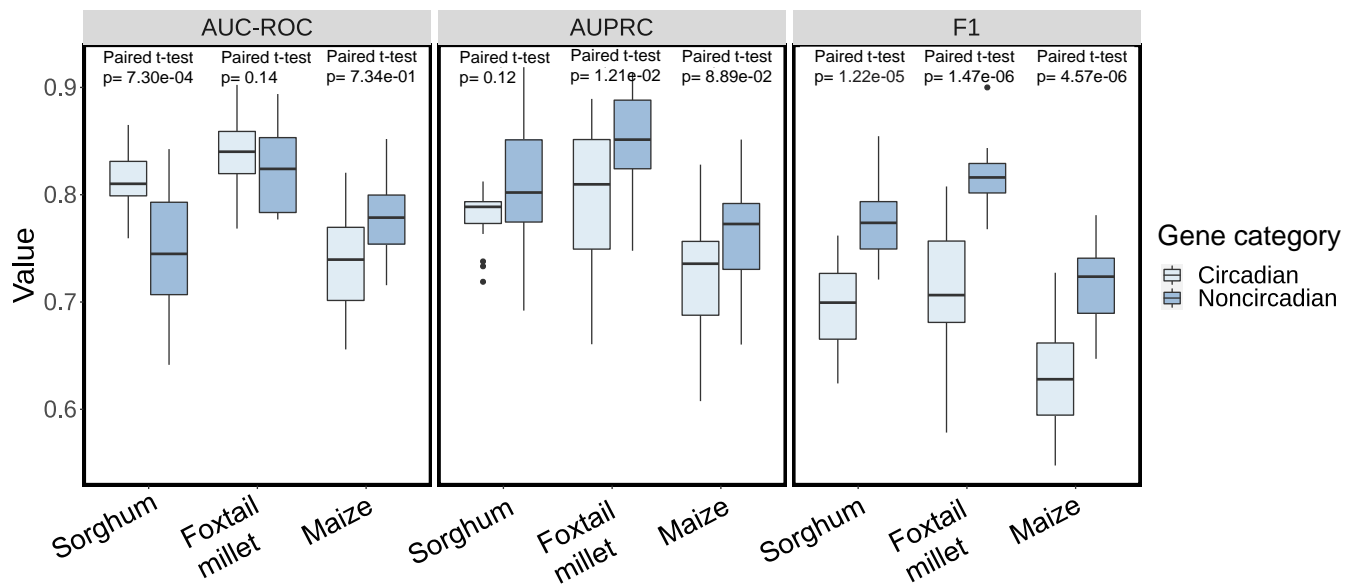 AUC-ROC
AUPRC
F1
Paired t-test
p= 7.30e-04
Paired t-test
p= 0.14
Paired t-test
p= 7.34e-01
Paired t-test
p= 0.12
Paired t-test
p= 1.21e-02
Paired t-test
p= 8.89e-02
Paired t-test
p= 1.22e-05
Paired t-test
p= 1.47e-06
Paired t-test
p= 4.57e-06
Value
0.9
0.8
0.7
0.6
Sorghum
Foxtail
millet
Maize
Sorghum
Foxtail
millet
Maize
Sorghum
Foxtail
millet
Maize
Gene category
Circadian
Noncircadian